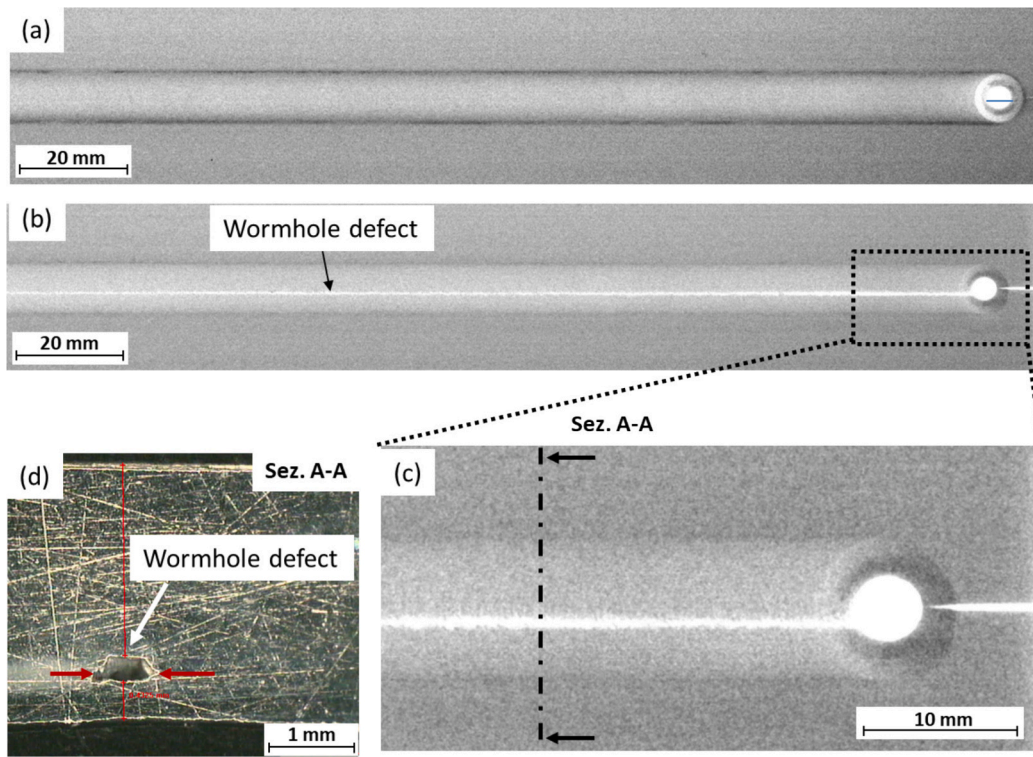 (a)
20 mm
(b)
Wormhole defect
20 mm
Sez. A-A
(d)
Sez. A-A
Wormhole defect
1 mm
(c)
10 mm